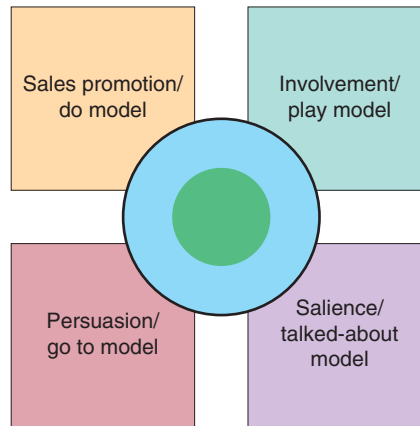 Sales promotion/
do model
Involvement/
play model
Persuasion/
go to model
Salience/
talked-about
model